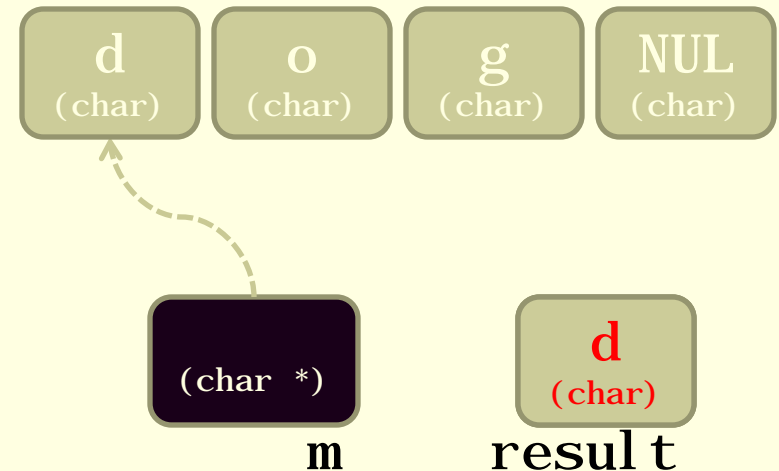 d o g NUL
(char) (char) (char) (char)
(char *) d
(char)
m result